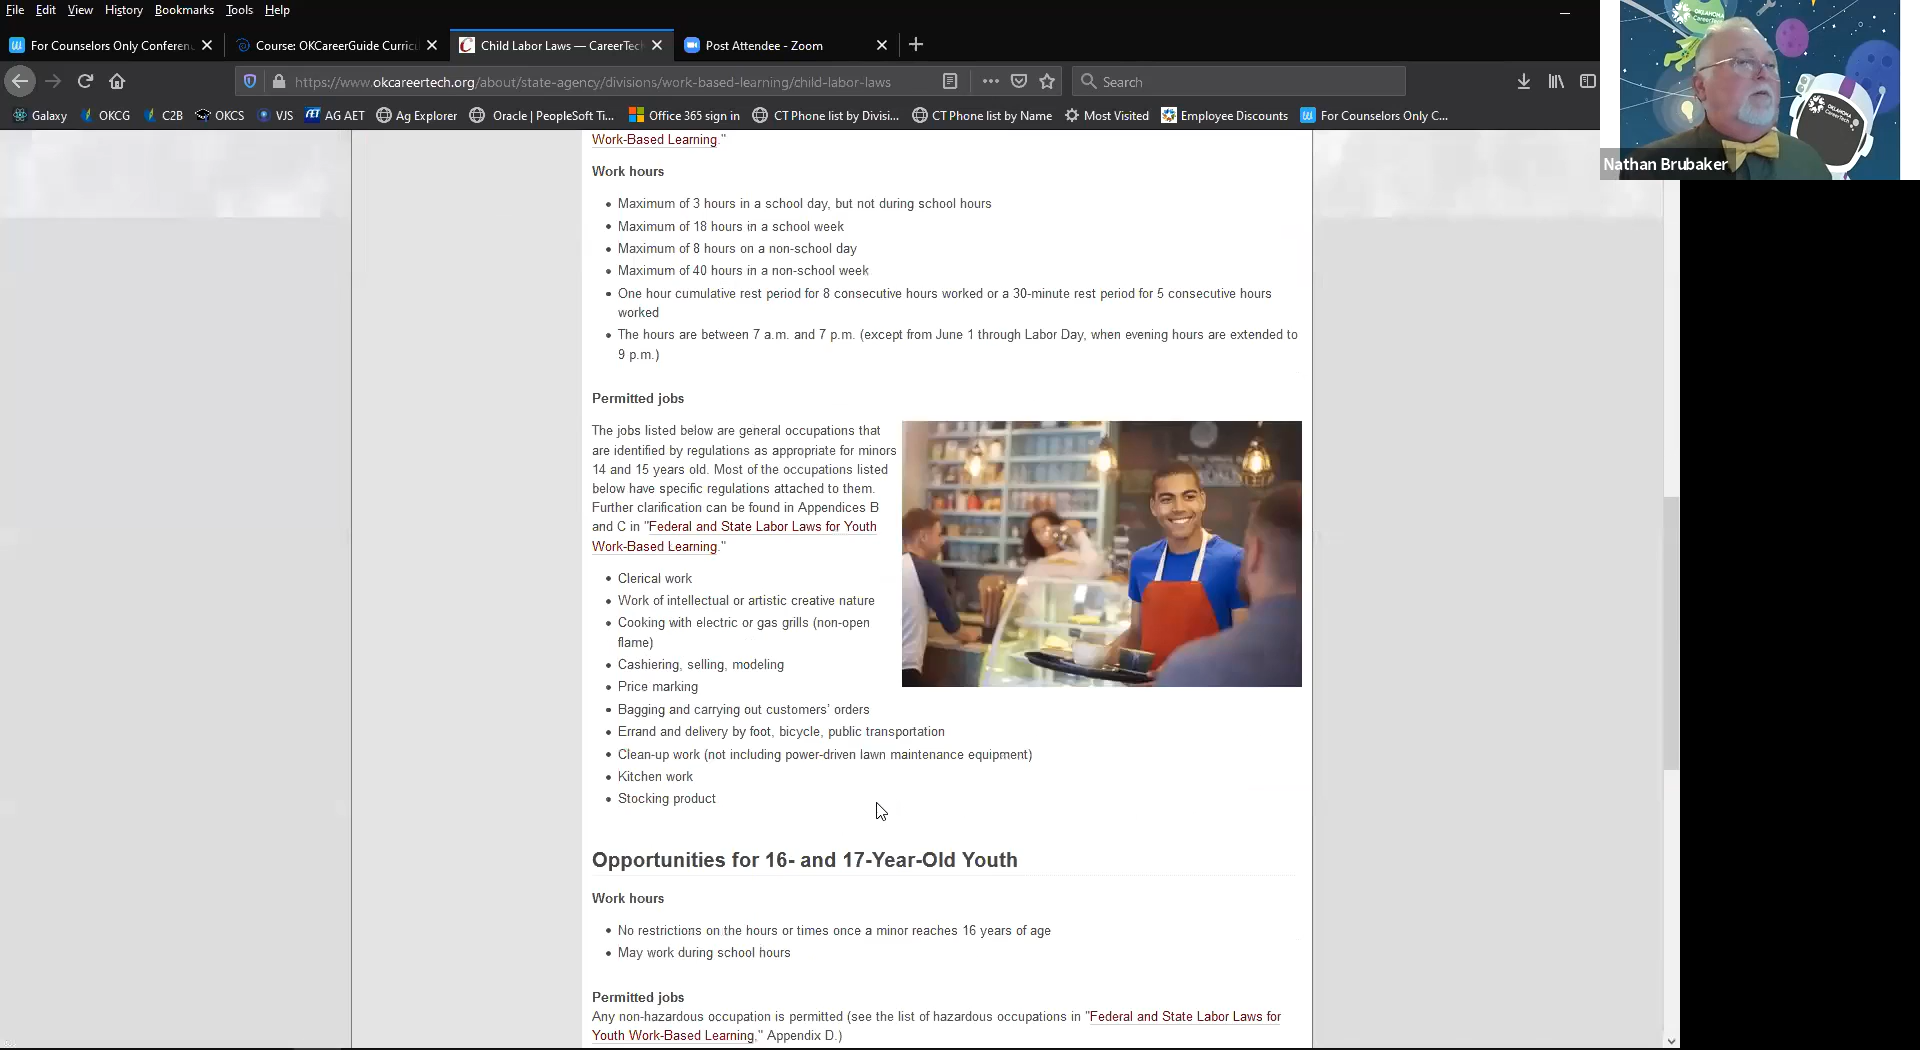 File Edit View History Bookmarks Tools Help
For Counselors Only Conferen
Course: OKCareerGuide Curricu
Child Labor Laws — CareerTech
Post Attendee - Zoom
https://www.okcareertech.org/about/state-agency/divisions/work-based-learning/child-labor-laws
Search
Galaxy OKCG C2B OKCS VJS AG AET Ag Explorer Oracle | PeopleSoft Ti... Office 365 sign in CT Phone list by Divisi... CT Phone list by Name Most Visited Employee Discounts For Counselors Only C...
OKLAHOMA
CareerTech
OKLAHOMA
CareerTech
Nathan Brubaker
Work-Based Learning."
Work hours
Maximum of 3 hours in a school day, but not during school hours
Maximum of 18 hours in a school week
Maximum of 8 hours on a non-school day
Maximum of 40 hours in a non-school week
One hour cumulative rest period for 8 consecutive hours worked or a 30-minute rest period for 5 consecutive hours
worked
The hours are between 7 a.m. and 7 p.m. (except from June 1 through Labor Day, when evening hours are extended to
9 p.m.)
Permitted jobs
The jobs listed below are general occupations that
are identified by regulations as appropriate for minors
14 and 15 years old. Most of the occupations listed
below have specific regulations attached to them.
Further clarification can be found in Appendices B
and C in "Federal and State Labor Laws for Youth
Work-Based Learning."
Clerical work
Work of intellectual or artistic creative nature
Cooking with electric or gas grills (non-open
flame)
Cashiering, selling, modeling
Price marking
Bagging and carrying out customers’ orders
Errand and delivery by foot, bicycle, public transportation
Clean-up work (not including power-driven lawn maintenance equipment)
Kitchen work
Stocking product
Opportunities for 16- and 17-Year-Old Youth
Work hours
No restrictions on the hours or times once a minor reaches 16 years of age
May work during school hours
Permitted jobs
Any non-hazardous occupation is permitted (see the list of hazardous occupations in "Federal and State Labor Laws for
Youth Work-Based Learning," Appendix D.)